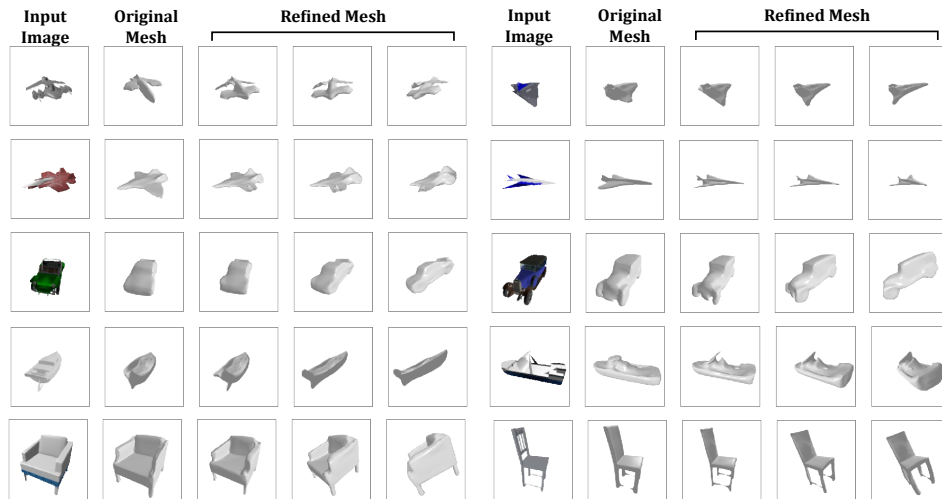 Input
Image
Original
Mesh
Refined Mesh
Input
Image
Original
Mesh
Refined Mesh